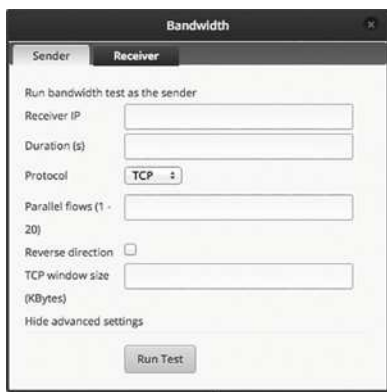 Bandwidth
Sender Receiver
Run bandwidth test as the sender
Receiver IP
Duration (s)
Protocol TCP
Parallel flows (1 -
20)
Reverse direction
TCP window size
(KBytes)
Hide advanced settings
Run Test